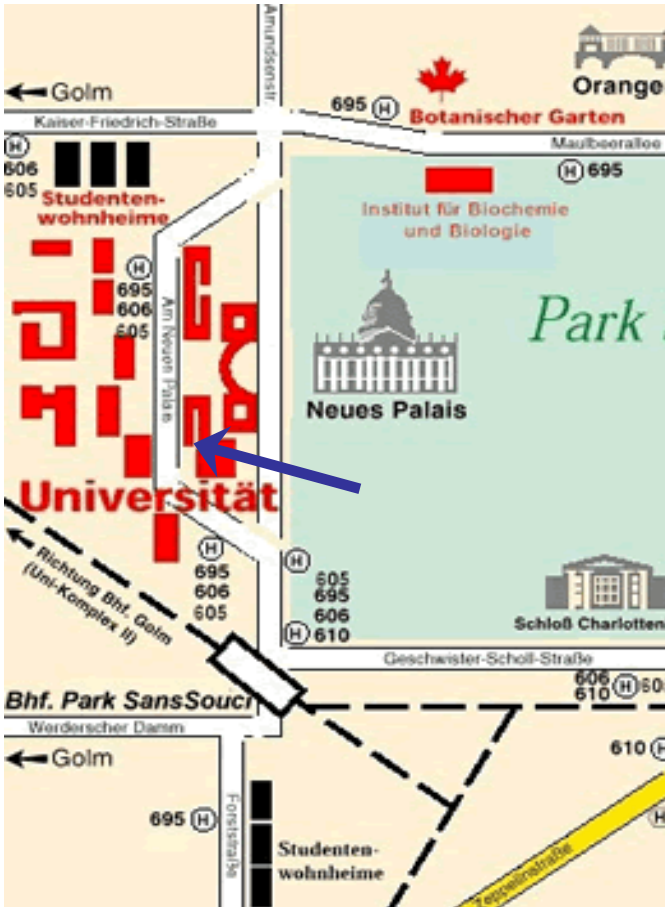 Amundsenstr.
Golm
Kaiser-Friedrich-Straße
695 H
Orange
Botanischer Garten
Maulbeerallee
H 695
H
606
605
Studenten-
wohnheime
Institut für Biochemie
und Biologie
H
695
606
605
Am Neuen Palais
Park
Neues Palais
Universität
Richtung Bhf. Golm
(Uni-Komplex II)
H
695
606
605
H
605
695
606
H 610
Schloß Charlotten
Geschwister-Scholl-Straße
606
610 H 60
Bhf. Park SansSouci
Werderscher Damm
Golm
610 H
695 H
H
Forststraße
Studenten-
wohnheime
Zeppelinstraße